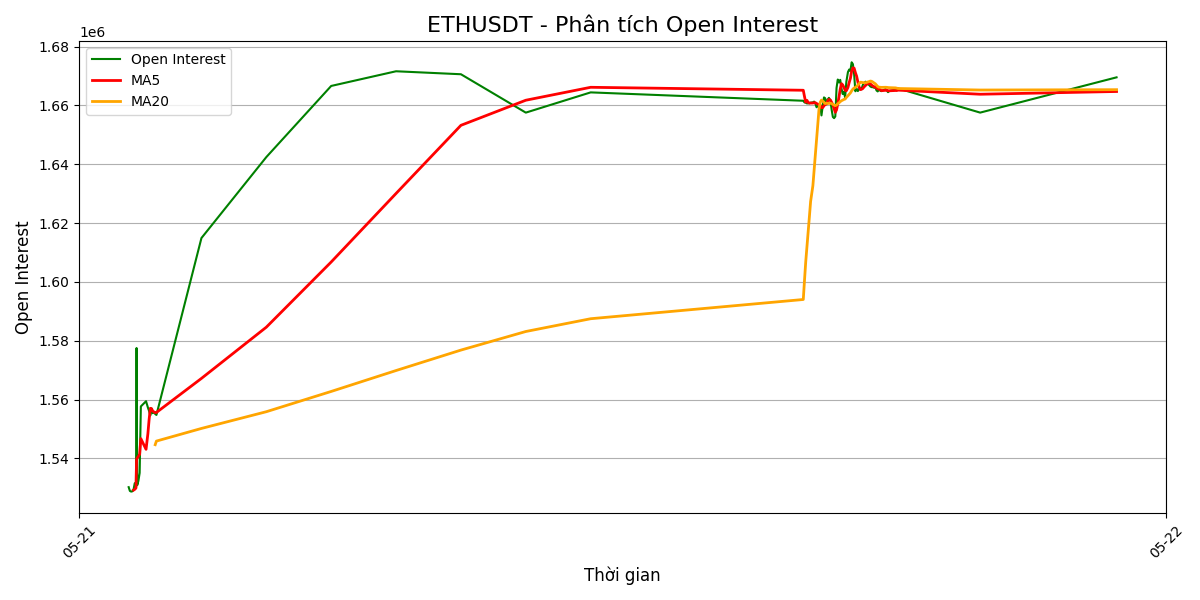 ETHUSDT - Phân tích Open Interest
1e6
Open Interest
MA5
MA20
1.68
1.66
1.64
1.62
1.60
1.58
1.56
1.54
Open Interest
05-21
05-22
Thời gian